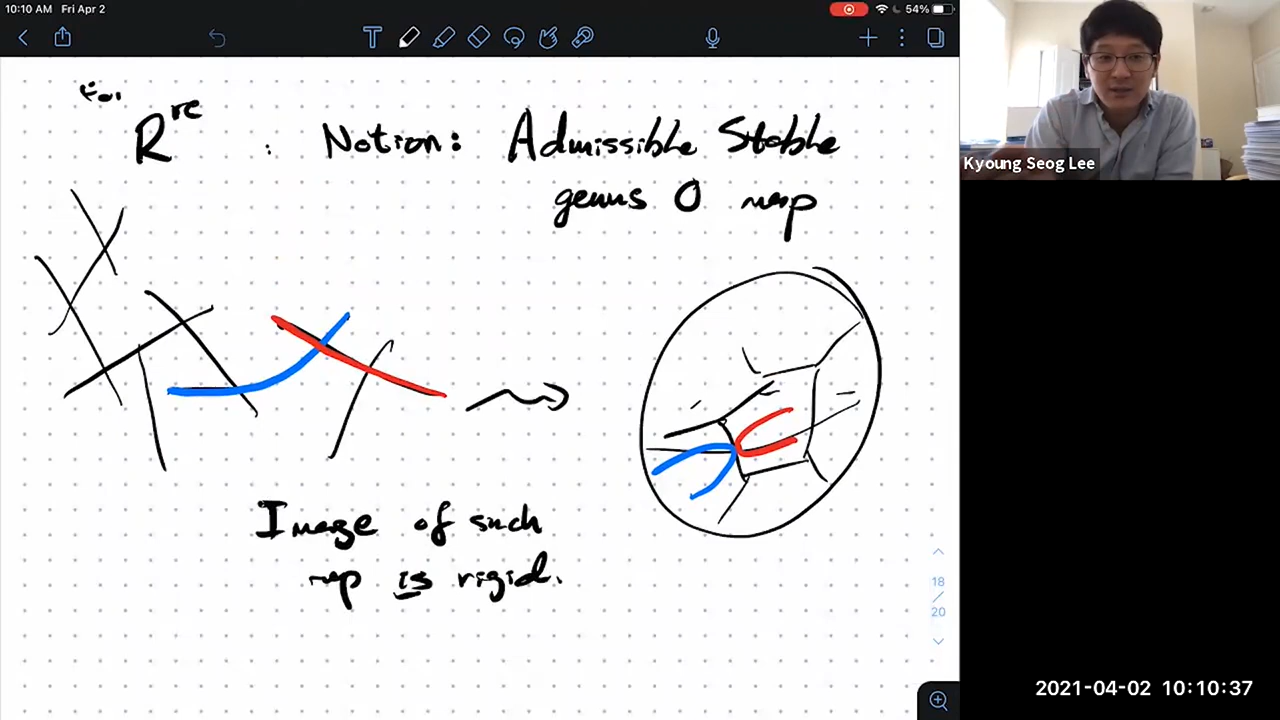 10:10 AM Fri Apr 2
54%
For
R^re : Notion: Admissible Stable
genus 0 map
Image of such
map is rigid.
18
/
20
Kyoung Seog Lee
2021-04-02 10:10:37